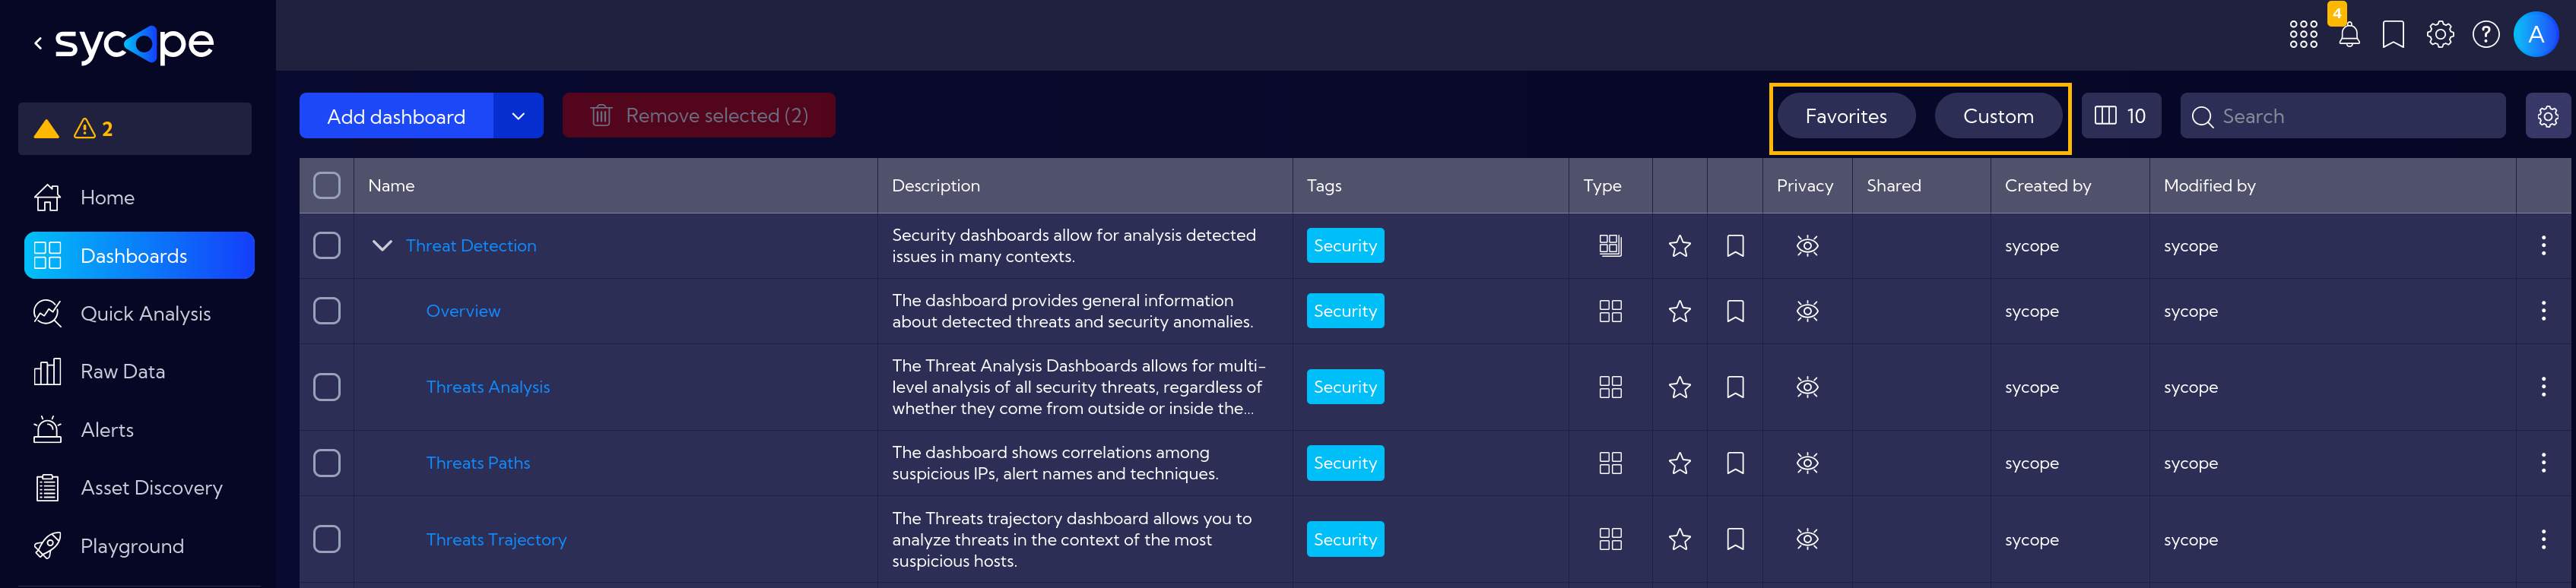 sycope
4
A
2
Home
Dashboards
Quick Analysis
Raw Data
Alerts
Asset Discovery
Playground
Add dashboard
Remove selected (2)
Favorites
Custom
10
Search
Name
Description
Tags
Type
Privacy
Shared
Created by
Modified by
Threat Detection
Security dashboards allow for analysis detected
issues in many contexts.
Security
sycope
sycope
Overview
The dashboard provides general information
about detected threats and security anomalies.
Security
sycope
sycope
Threats Analysis
The Threat Analysis Dashboards allows for multi-
level analysis of all security threats, regardless of
whether they come from outside or inside the...
Security
sycope
sycope
Threats Paths
The dashboard shows correlations among
suspicious IPs, alert names and techniques.
Security
sycope
sycope
Threats Trajectory
The Threats trajectory dashboard allows you to
analyze threats in the context of the most
suspicious hosts.
Security
sycope
sycope